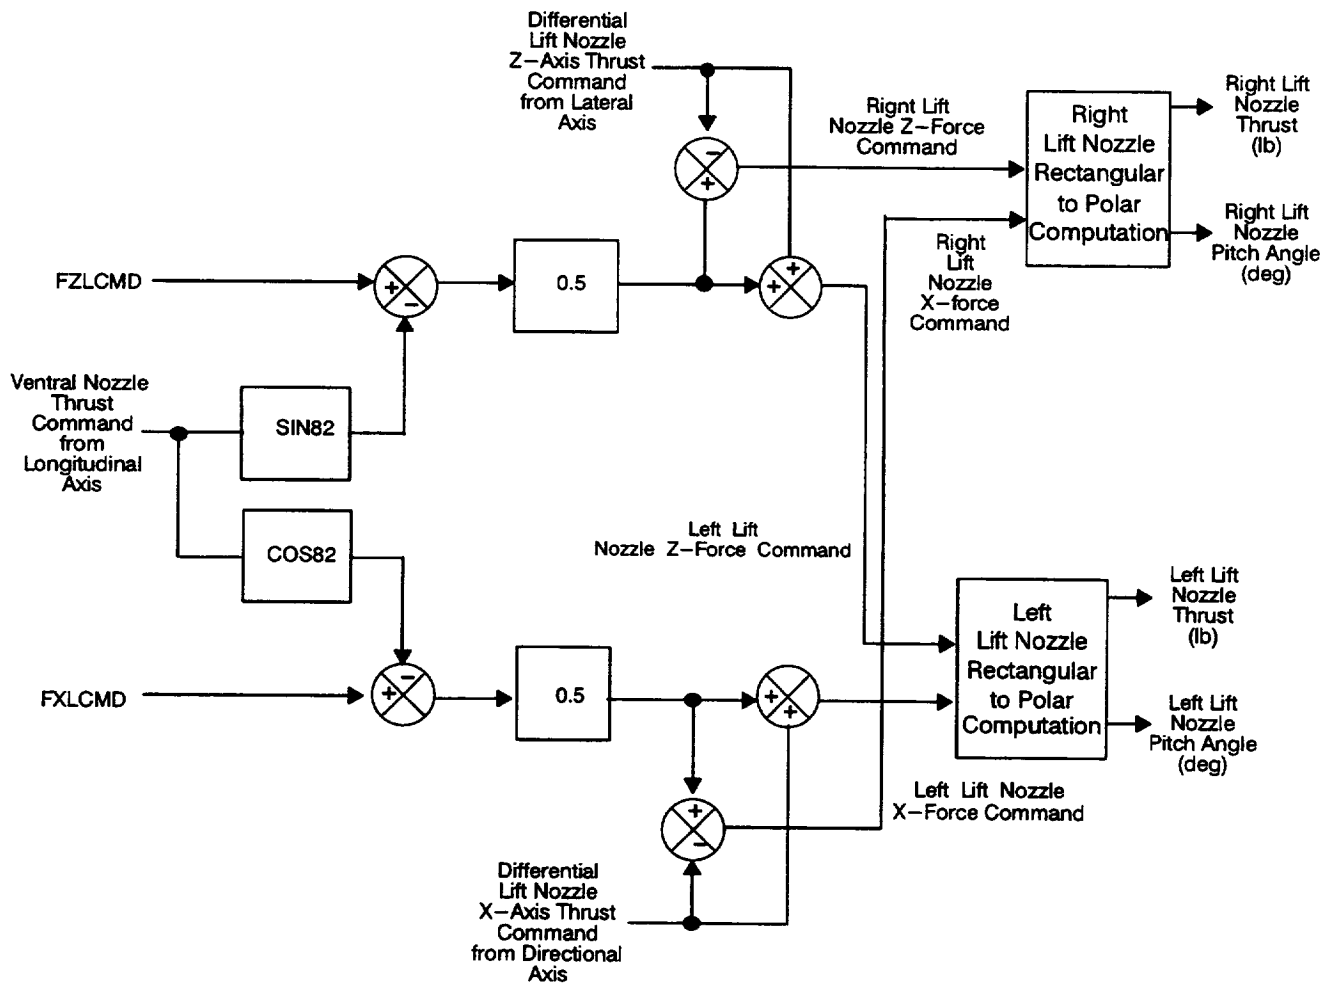 Differential
Lift Nozzle
Z-Axis Thrust
Command
from Lateral
Axis
Rignt Lift
Nozzle Z-Force
Command
Right
Lift Nozzle
Rectangular
to Polar
Computation
Right Lift
Nozzle
Thrust
(lb)
Right Lift
Nozzle
Pitch Angle
(deg)
-
+
Right
Lift
Nozzle
X-force
Command
FZLCMD
+
-
0.5
+
+
Ventral Nozzle
Thrust
Command
from
Longitudinal
Axis
SIN82
COS82
Left Lift
Nozzle Z-Force Command
Left
Lift Nozzle
Rectangular
to Polar
Computation
Left Lift
Nozzle
Thrust
(lb)
Left Lift
Nozzle
Pitch Angle
(deg)
FXLCMD
-
+
0.5
+
+
+
-
Left Lift Nozzle
X-Force Command
Differential
Lift Nozzle
X-Axis Thrust
Command
from Directional
Axis